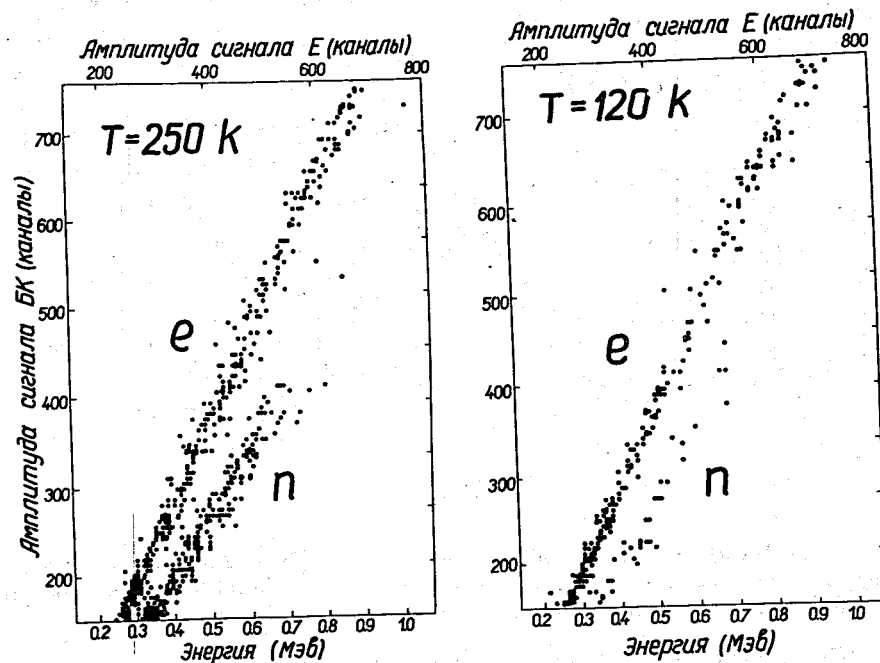 Амплитуда сигнала E (каналы)
200 400 600 800
T=250 K
Амплитуда сигнала БК (каналы)
700
600
500
400
300
200
e
n
0.2 0.3 0.4 0.5 0.6 0.7 0.8 0.9 1.0
Энергия (Мэв)
Амплитуда сигнала E (каналы)
200 400 600 800
T=120 K
700
600
500
400
300
200
e
n
0.2 0.3 0.4 0.5 0.6 0.7 0.8 0.9 1.0
Энергия (Мэв)